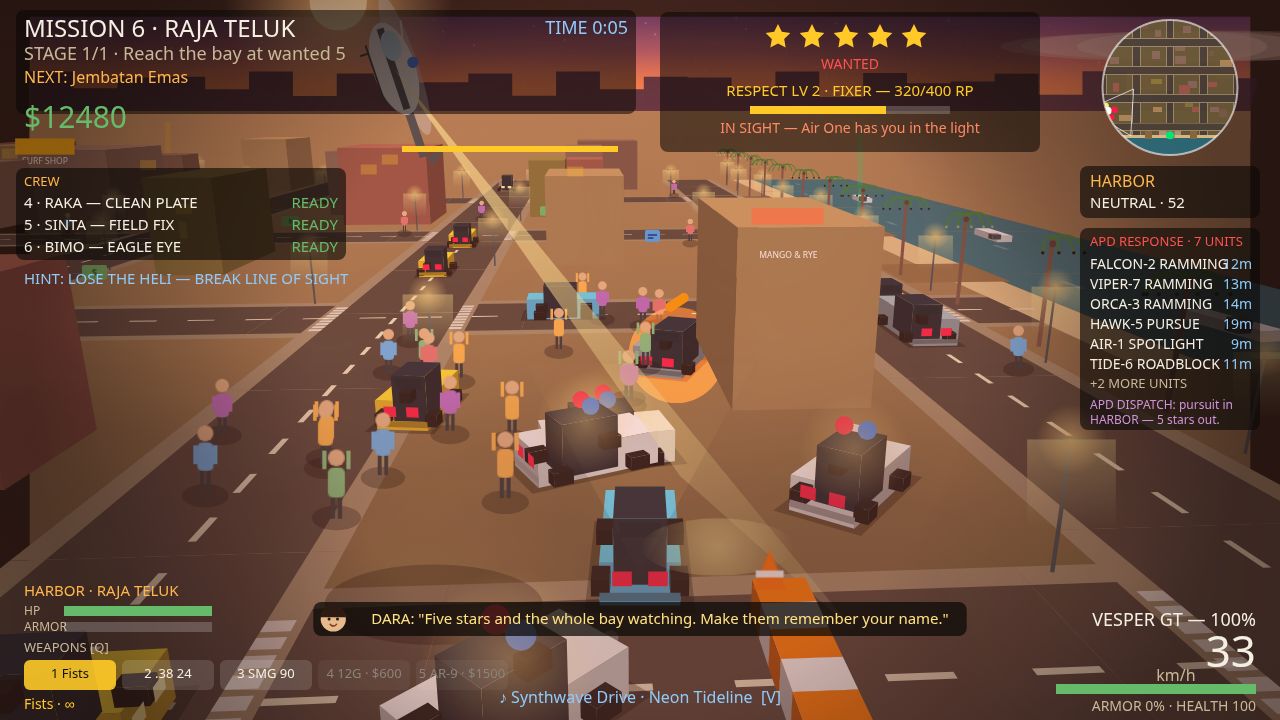 MISSION 6 · RAJA TELUK
TIME 0:05
STAGE 1/1 · Reach the bay at wanted 5
NEXT: Jembatan Emas
$12480
SURF SHOP
CREW
4 · RAKA — CLEAN PLATE READY
5 · SINTA — FIELD FIX READY
6 · BIMO — EAGLE EYE READY
HINT: LOSE THE HELI — BREAK LINE OF SIGHT
WANTED
RESPECT LV 2 · FIXER — 320/400 RP
IN SIGHT — Air One has you in the light
HARBOR
NEUTRAL · 52
APD RESPONSE · 7 UNITS
FALCON-2 RAMMING 12m
VIPER-7 RAMMING 13m
ORCA-3 RAMMING 14m
HAWK-5 PURSUE 19m
AIR-1 SPOTLIGHT 9m
TIDE-6 ROADBLOCK 11m
+2 MORE UNITS
APD DISPATCH: pursuit in
HARBOR — 5 stars out.
MANGO & RYE
HARBOR · RAJA TELUK
HP
ARMOR
WEAPONS [Q]
1 Fists
2 .38 24
3 SMG 90
4 12G · $600
5 AR-9 · $1500
Fists · ∞
DARA: "Five stars and the whole bay watching. Make them remember your name."
♪ Synthwave Drive · Neon Tideline [V]
VESPER GT — 100%
33
km/h
ARMOR 0% · HEALTH 100